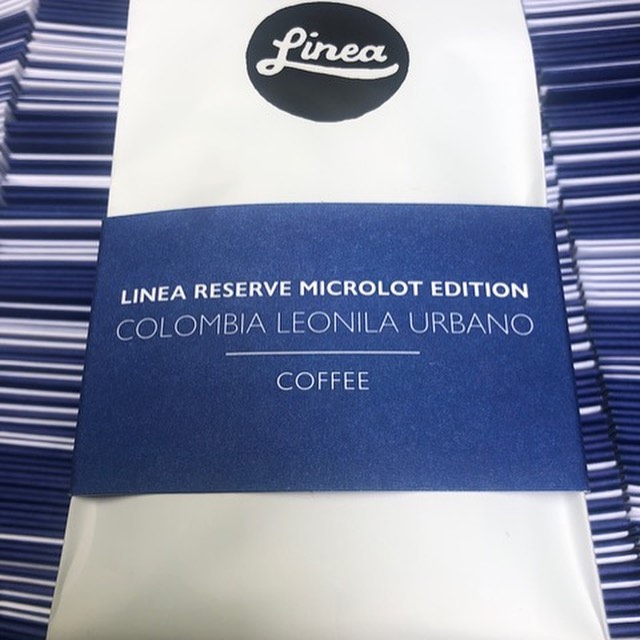 Linea
LINEA RESERVE MICROLOT EDITION
COLOMBIA LEONILA URBANO
COFFEE